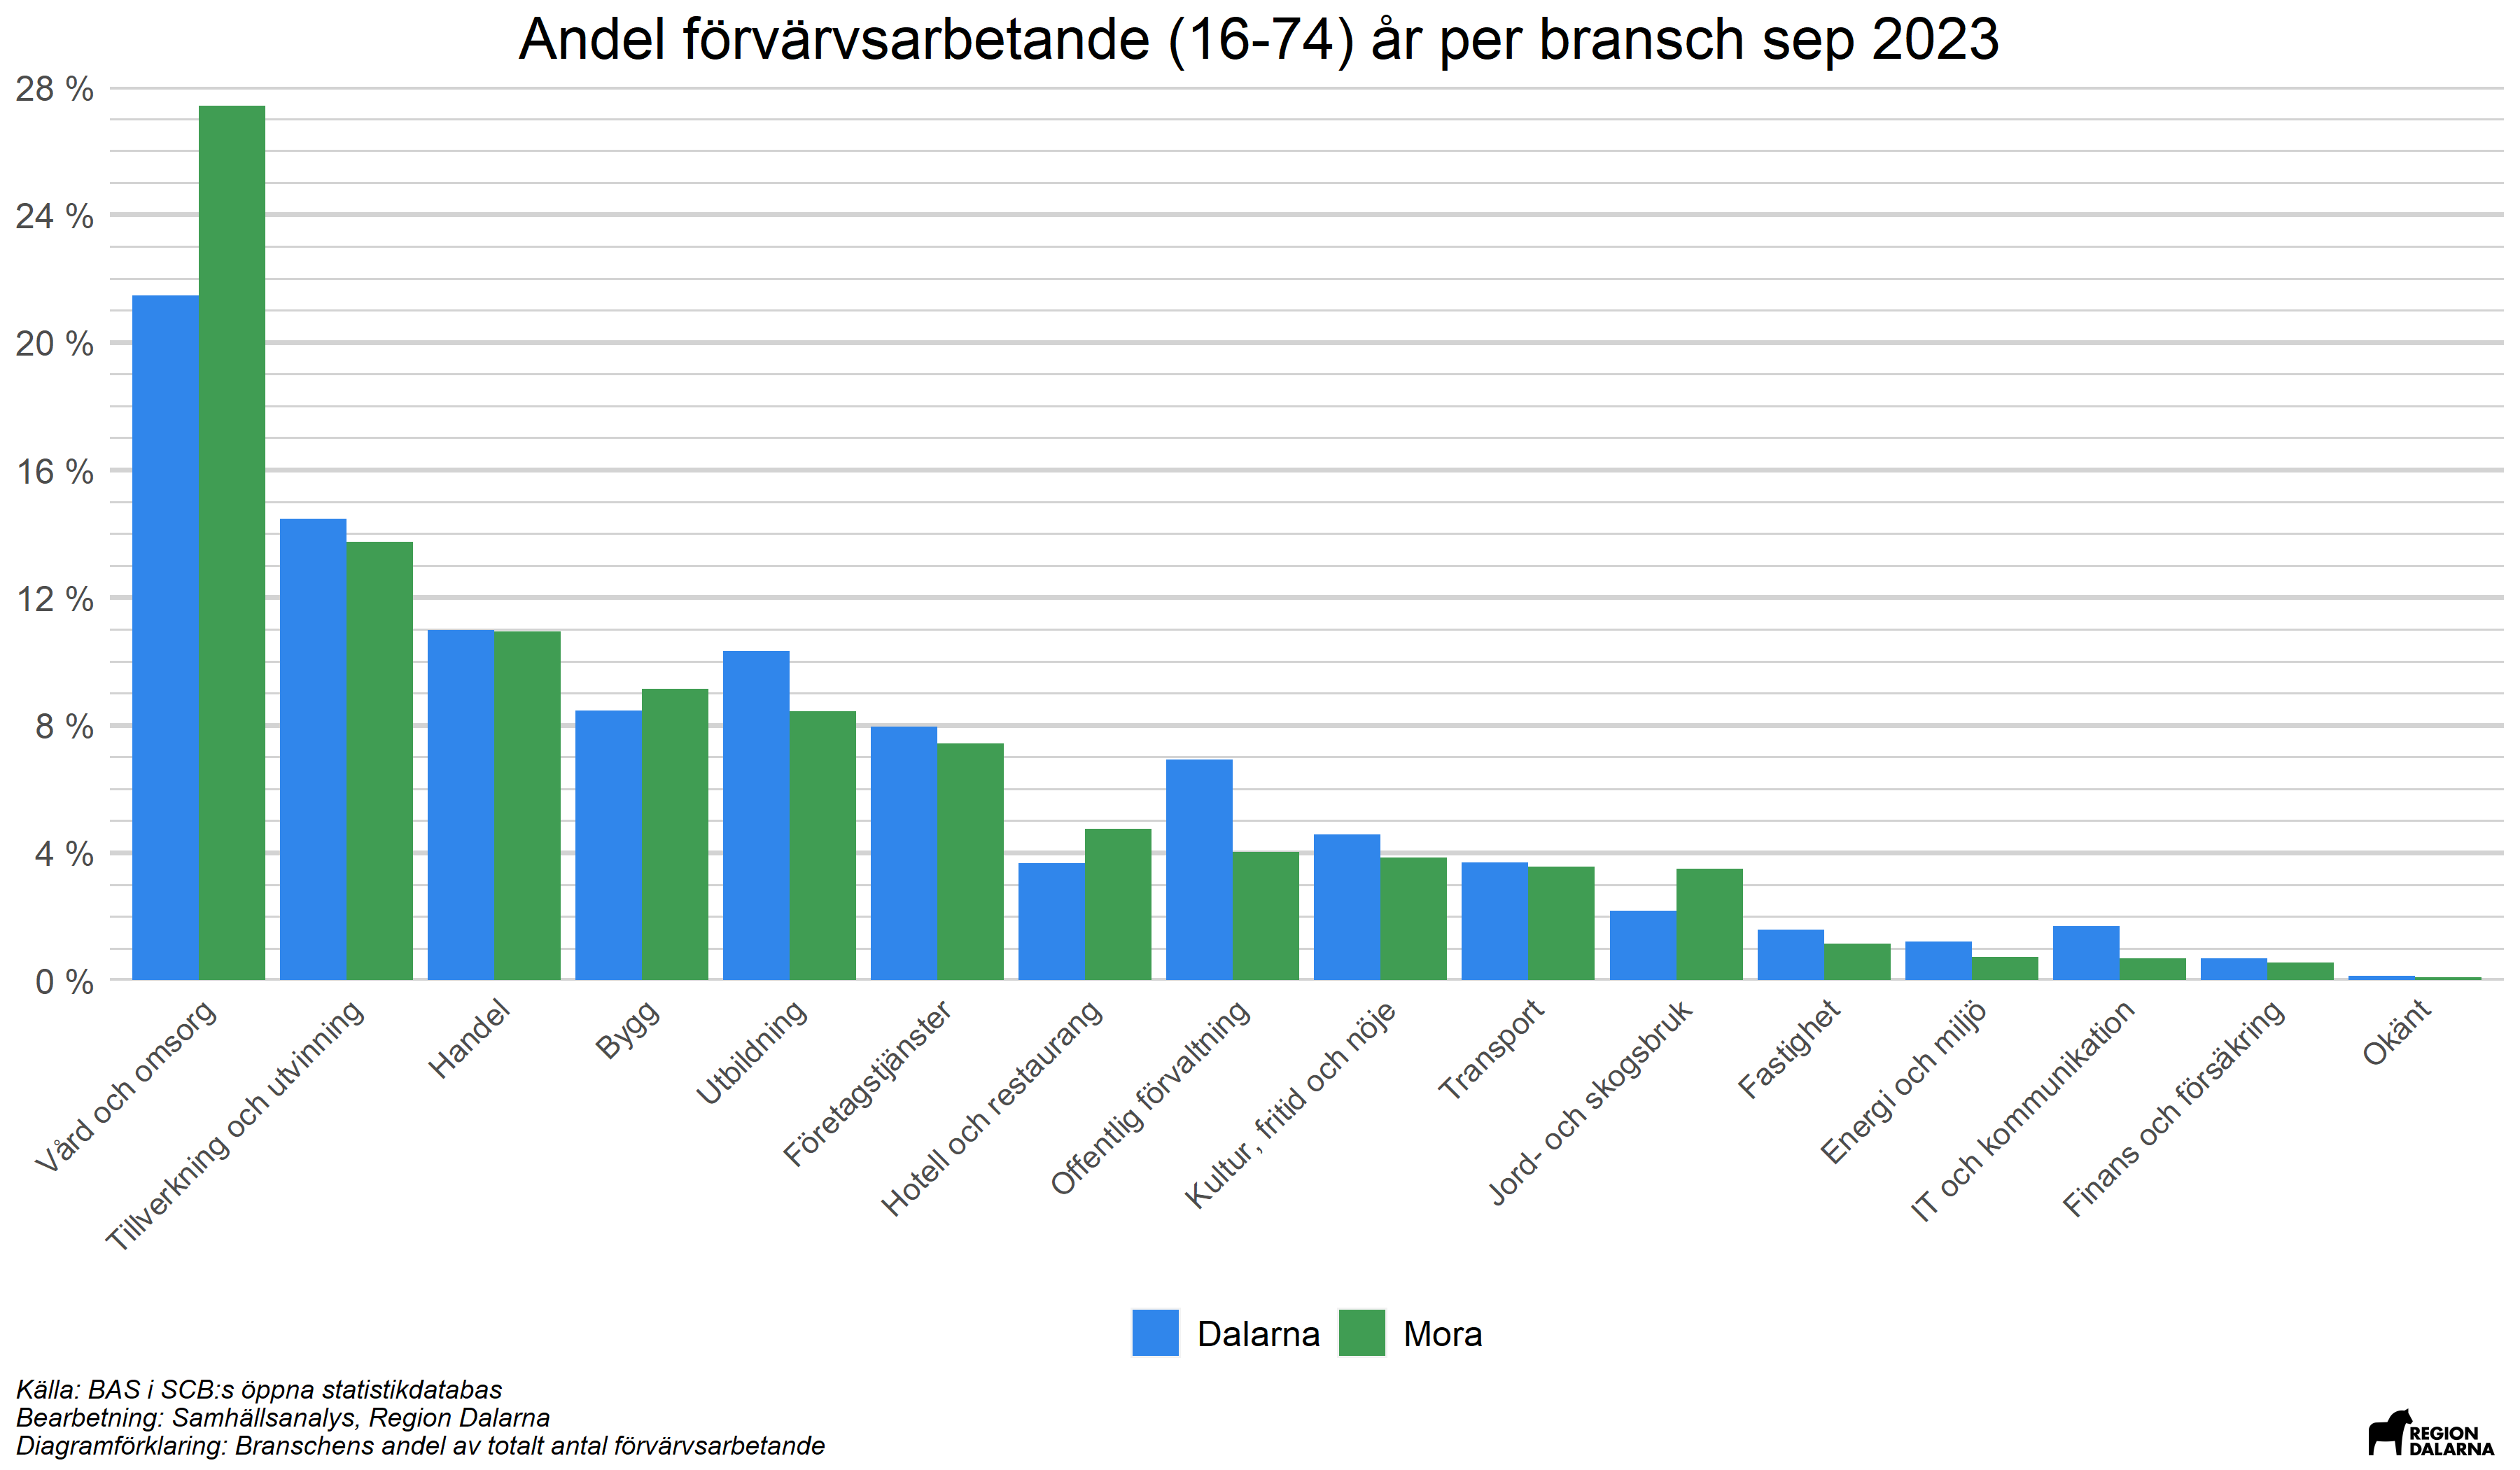 Andel förvärvsarbetande (16-74) år per bransch sep 2023
28 %
24 %
20 %
16 %
12 %
8 %
4 %
0 %
Vård och omsorg
Tillverkning och utvinning
Handel
Bygg
Utbildning
Företagstjänster
Hotell och restaurang
Offentlig förvaltning
Kultur, fritid och nöje
Transport
Jord- och skogsbruk
Fastighet
Energi och miljö
IT och kommunikation
Finans och försäkring
Okänt
Dalarna
Mora
Källa: BAS i SCB:s öppna statistikdatabas
Bearbetning: Samhällsanalys, Region Dalarna
Diagramförklaring: Branschens andel av totalt antal förvärvsarbetande
REGION
DALARNA